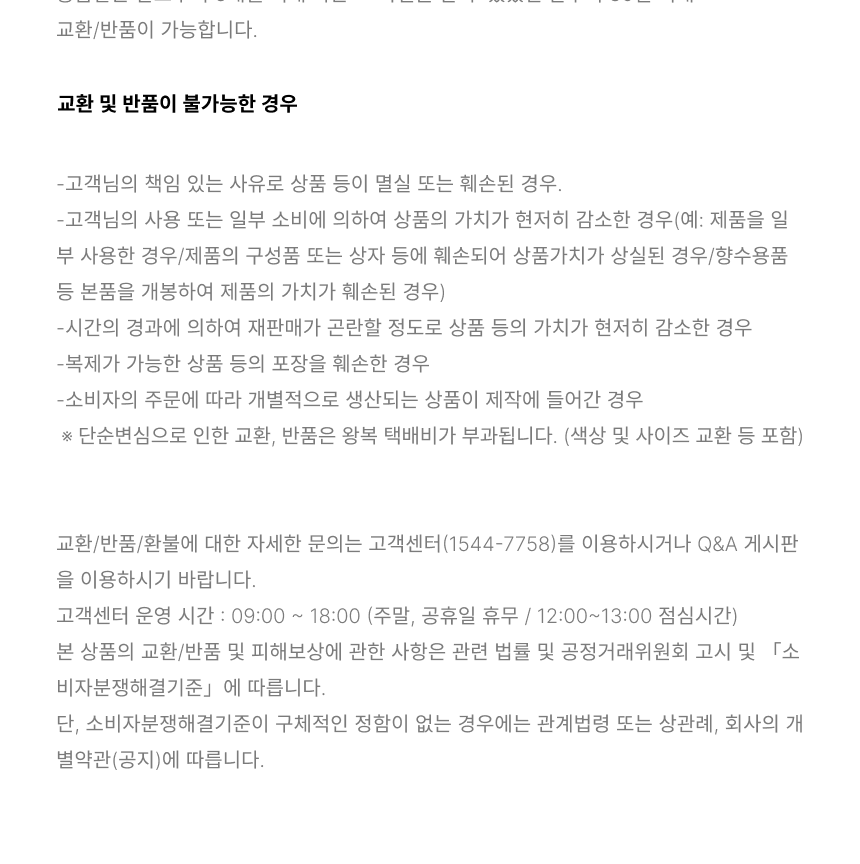 교환/반품이 가능합니다.
교환 및 반품이 불가능한 경우
-고객님의 책임 있는 사유로 상품 등이 멸실 또는 훼손된 경우.
-고객님의 사용 또는 일부 소비에 의하여 상품의 가치가 현저히 감소한 경우(예: 제품을 일
부 사용한 경우/제품의 구성품 또는 상자 등에 훼손되어 상품가치가 상실된 경우/향수용품
등 본품을 개봉하여 제품의 가치가 훼손된 경우)
-시간의 경과에 의하여 재판매가 곤란할 정도로 상품 등의 가치가 현저히 감소한 경우
-복제가 가능한 상품 등의 포장을 훼손한 경우
-소비자의 주문에 따라 개별적으로 생산되는 상품이 제작에 들어간 경우
※ 단순변심으로 인한 교환, 반품은 왕복 택배비가 부과됩니다. (색상 및 사이즈 교환 등 포함)
교환/반품/환불에 대한 자세한 문의는 고객센터(1544-7758)를 이용하시거나 Q&A 게시판
을 이용하시기 바랍니다.
고객센터 운영 시간 : 09:00 ~ 18:00 (주말, 공휴일 휴무 / 12:00~13:00 점심시간)
본 상품의 교환/반품 및 피해보상에 관한 사항은 관련 법률 및 공정거래위원회 고시 및 「소
비자분쟁해결기준」에 따릅니다.
단, 소비자분쟁해결기준이 구체적인 정함이 없는 경우에는 관계법령 또는 상관례, 회사의 개
별약관(공지)에 따릅니다.